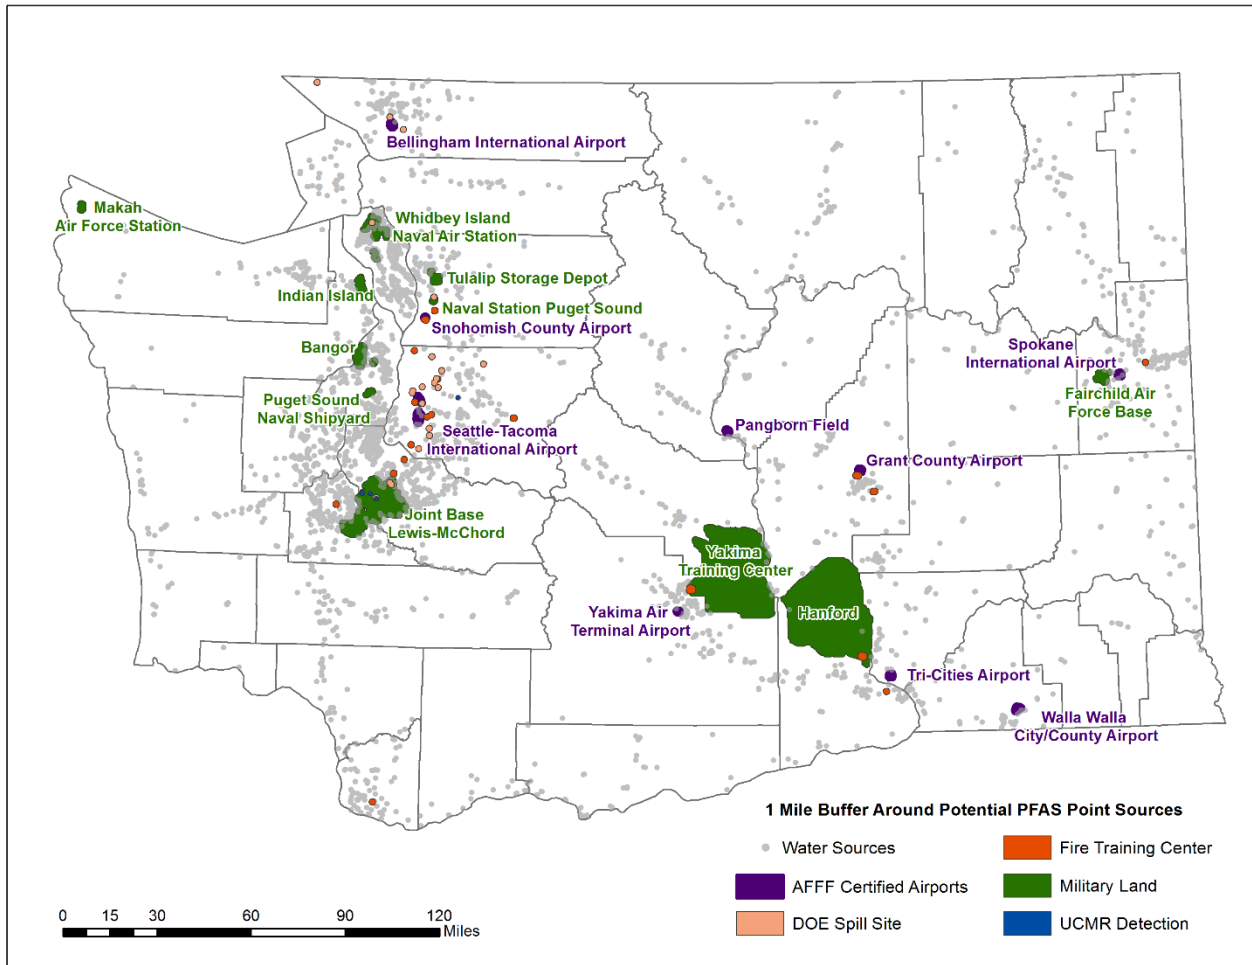 Bellingham International Airport
Makah
Air Force Station
Whidbey Island
Naval Air Station
Tulalip Storage Depot
Indian Island
Naval Station Puget Sound
Snohomish County Airport
Bangor
Spokane
International Airport
Fairchild Air
Force Base
Puget Sound
Naval Shipyard
Pangborn Field
Seattle-Tacoma
International Airport
Grant County Airport
Joint Base
Lewis-McChord
Yakima
Training Center
Hanford
Yakima Air
Terminal Airport
Tri-Cities Airport
Walla Walla
City/County Airport
1 Mile Buffer Around Potential PFAS Point Sources
Water Sources
Fire Training Center
AFFF Certified Airports
Military Land
DOE Spill Site
UCMR Detection
0 15 30 60 90 120
Miles